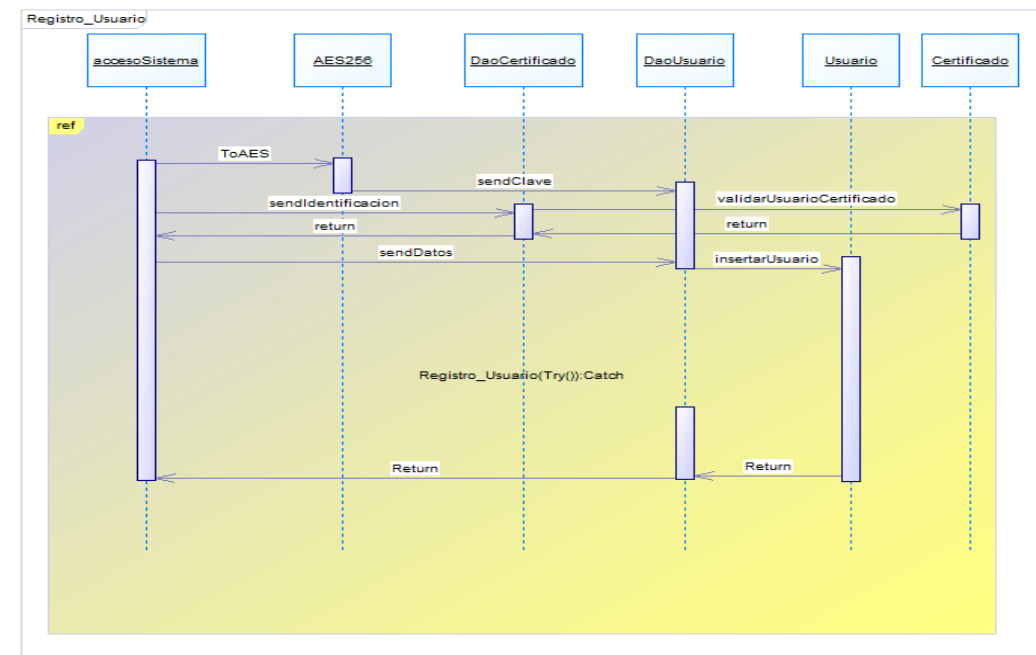 Registro_Usuario
accesoSistema
AES256
DaoCertificado
DaoUsuario
Usuario
Certificado
ref
ToAES
sendClave
sendIdentificacion
validarUsuarioCertificado
return
return
sendDatos
insertarUsuario
Registro_Usuario(Try()):Catch
Return
Return